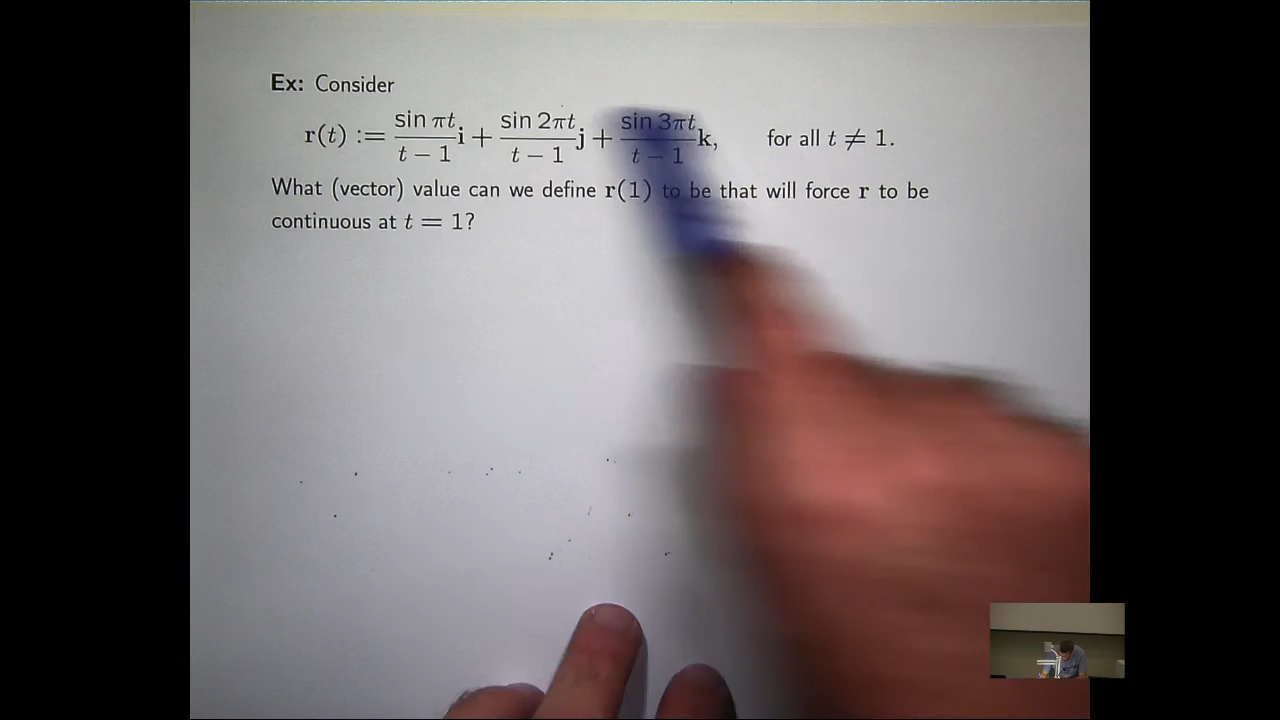 Ex: Consider
r(t) := sin πt / t − 1 i + sin 2πt / t − 1 j + sin 3πt / t − 1 k, for all t ≠ 1.
What (vector) value can we define r(1) to be that will force r to be
continuous at t = 1?